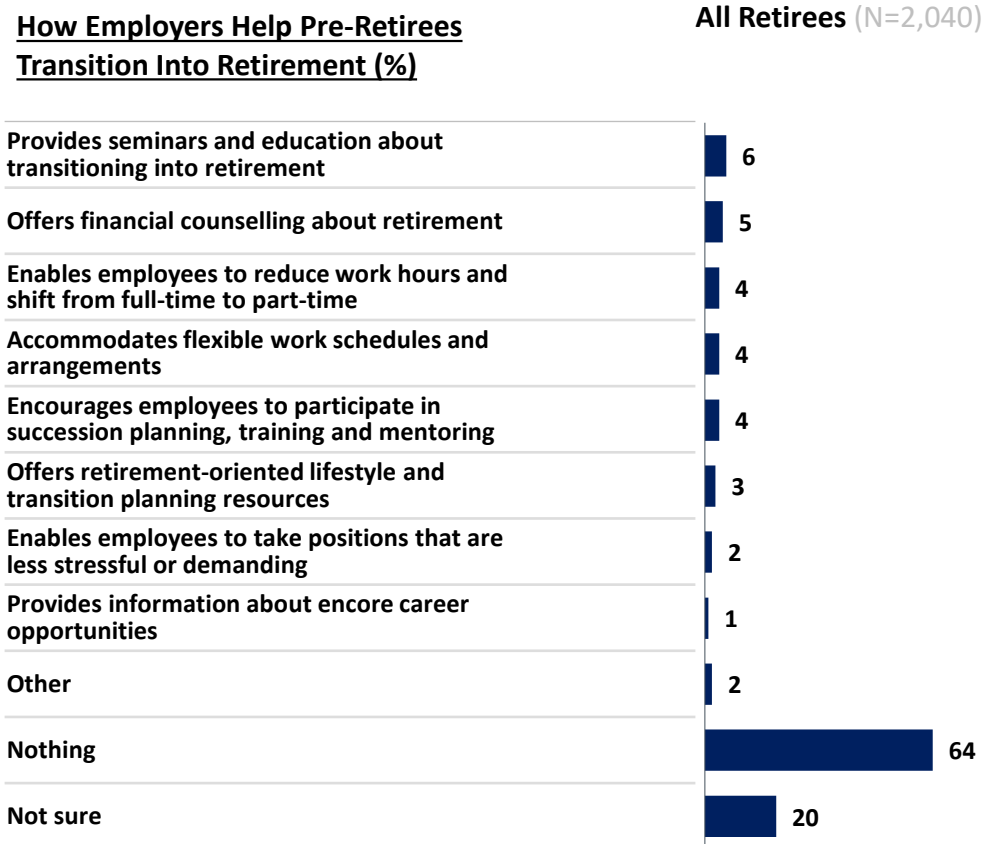 How Employers Help Pre-Retirees
Transition Into Retirement (%)
All Retirees (N=2,040)
Provides seminars and education about
transitioning into retirement
6
Offers financial counselling about retirement
5
Enables employees to reduce work hours and
shift from full-time to part-time
4
Accommodates flexible work schedules and
arrangements
4
Encourages employees to participate in
succession planning, training and mentoring
4
Offers retirement-oriented lifestyle and
transition planning resources
3
Enables employees to take positions that are
less stressful or demanding
2
Provides information about encore career
opportunities
1
Other
2
Nothing
64
Not sure
20